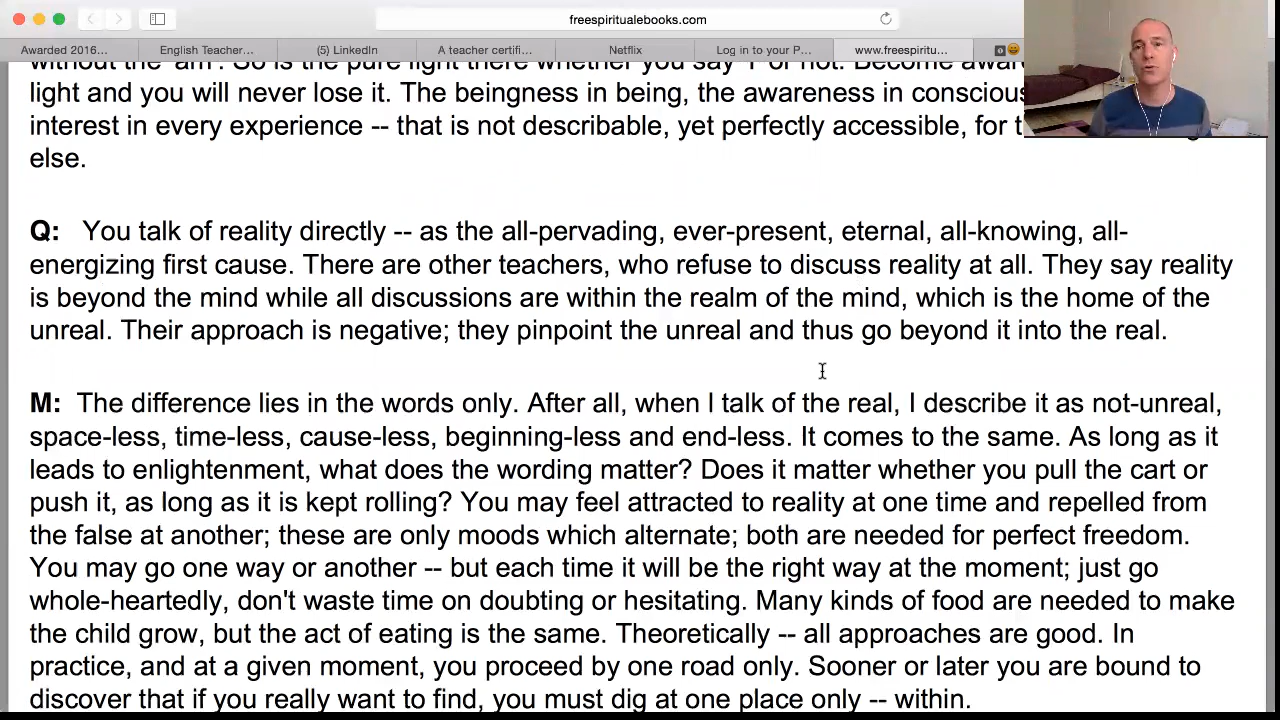 freespiritualebooks.com
Awarded 2016... English Teacher... (5) LinkedIn A teacher certifi... Netflix Log in to your P... www.freespiritu...
without the 'am'. So is the pure light there whether you say 'I' or not. Become
light and you will never lose it. The beingness in being, the awareness in
interest in every experience -- that is not describable, yet perfectly accessible, for
else.
Q: You talk of reality directly -- as the all-pervading, ever-present, eternal, all-knowing, all-
energizing first cause. There are other teachers, who refuse to discuss reality at all. They say reality
is beyond the mind while all discussions are within the realm of the mind, which is the home of the
unreal. Their approach is negative; they pinpoint the unreal and thus go beyond it into the real.
M: The difference lies in the words only. After all, when I talk of the real, I describe it as not-unreal,
space-less, time-less, cause-less, beginning-less and end-less. It comes to the same. As long as it
leads to enlightenment, what does the wording matter? Does it matter whether you pull the cart or
push it, as long as it is kept rolling? You may feel attracted to reality at one time and repelled from
the false at another; these are only moods which alternate; both are needed for perfect freedom.
You may go one way or another -- but each time it will be the right way at the moment; just go
whole-heartedly, don't waste time on doubting or hesitating. Many kinds of food are needed to make
the child grow, but the act of eating is the same. Theoretically -- all approaches are good. In
practice, and at a given moment, you proceed by one road only. Sooner or later you are bound to
discover that if you really want to find, you must dig at one place only -- within.